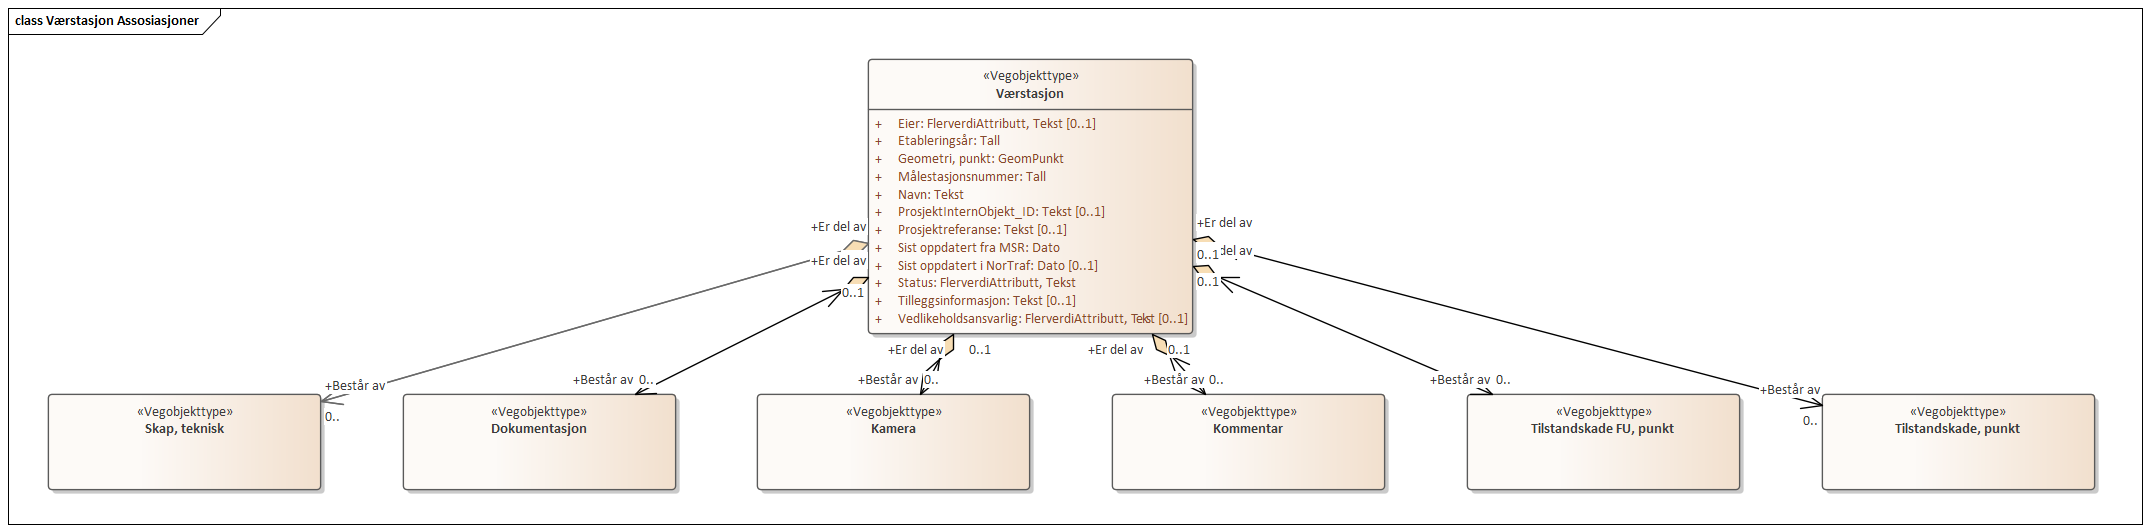 class Værstasjon Assosiasjoner
«Vegobjekttype»
Værstasjon
+ Eier: FlerverdiAttributt, Tekst [0..1]
+ Etableringsår: Tall
+ Geometri, punkt: GeomPunkt
+ Målestasjonsnummer: Tall
+ Navn: Tekst
+ ProsjektInternObjekt_ID: Tekst [0..1]
+ Prosjektreferanse: Tekst [0..1]
+ Sist oppdatert fra MSR: Dato
+ Sist oppdatert i NorTraf: Dato [0..1]
+ Status: FlerverdiAttributt, Tekst
+ Tilleggsinformasjon: Tekst [0..1]
+ Vedlikeholdsansvarlig: FlerverdiAttributt, Tekst [0..1]
+Er del av
+Er del av
0..1
+Er del av
del av
0..1
0..1
+Er del av 0..1
+Er del av 0..1
+Består av
0..
+Består av 0..
+Består av 0..
+Består av 0..
+Består av 0..
+Består av
0..
«Vegobjekttype»
Skap, teknisk
«Vegobjekttype»
Dokumentasjon
«Vegobjekttype»
Kamera
«Vegobjekttype»
Kommentar
«Vegobjekttype»
Tilstandskade FU, punkt
«Vegobjekttype»
Tilstandskade, punkt